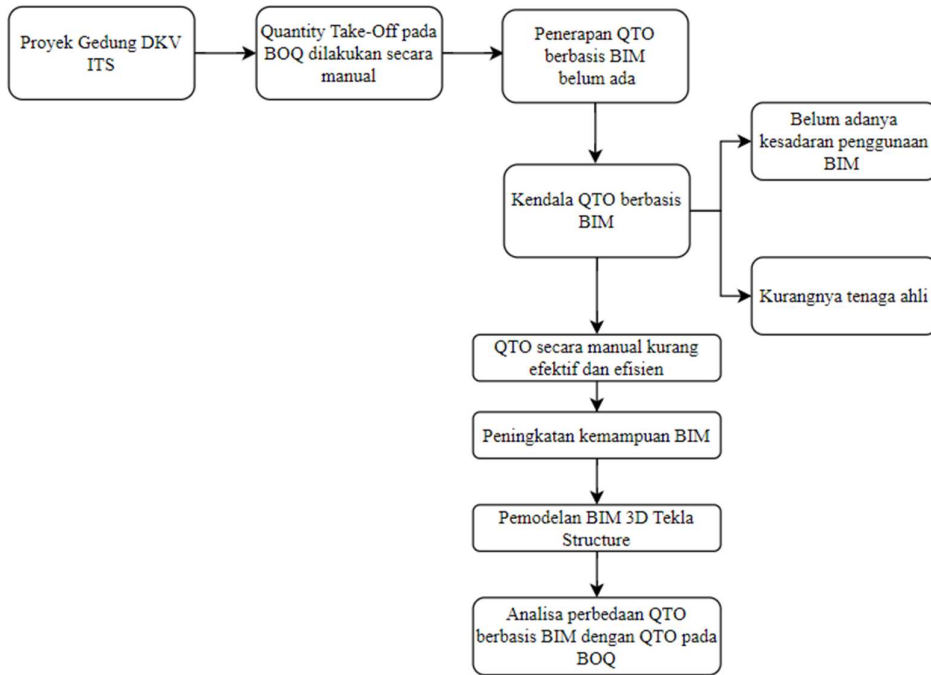 Proyek Gedung DKV
ITS
Quantity Take-Off pada
BOQ dilakukan secara
manual
Penerapan QTO
berbasis BIM
belum ada
Kendala QTO berbasis
BIM
Belum adanya
kesadaran penggunaan
BIM
Kurangnya tenaga ahli
QTO secara manual kurang
efektif dan efisien
Peningkatan kemampuan BIM
Pemodelan BIM 3D Tekla
Structure
Analisa perbedaan QTO
berbasis BIM dengan QTO pada
BOQ